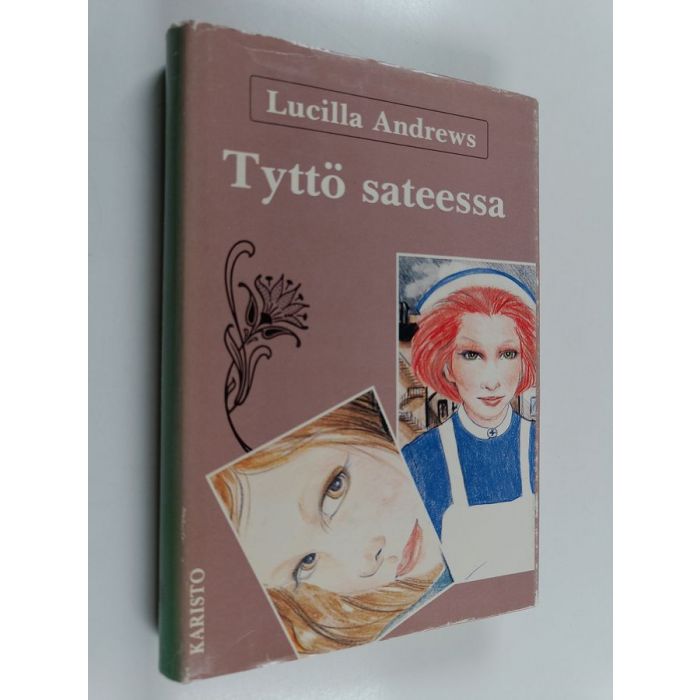 Lucilla Andrews
Tyttö sateessa
KARISTO